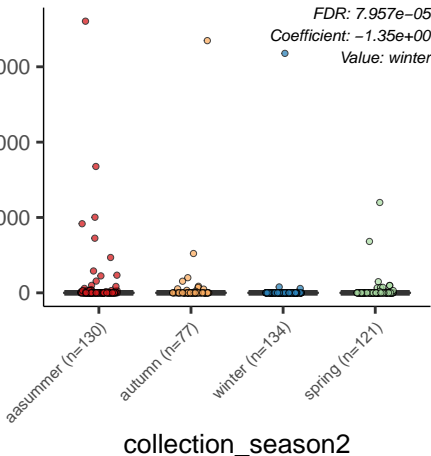 FDR: 7.957e−05
Coefficient: −1.35e+00
Value: winter
000
000
000
0
aasummer (n=130)
autumn (n=77)
winter (n=134)
spring (n=121)
collection_season2